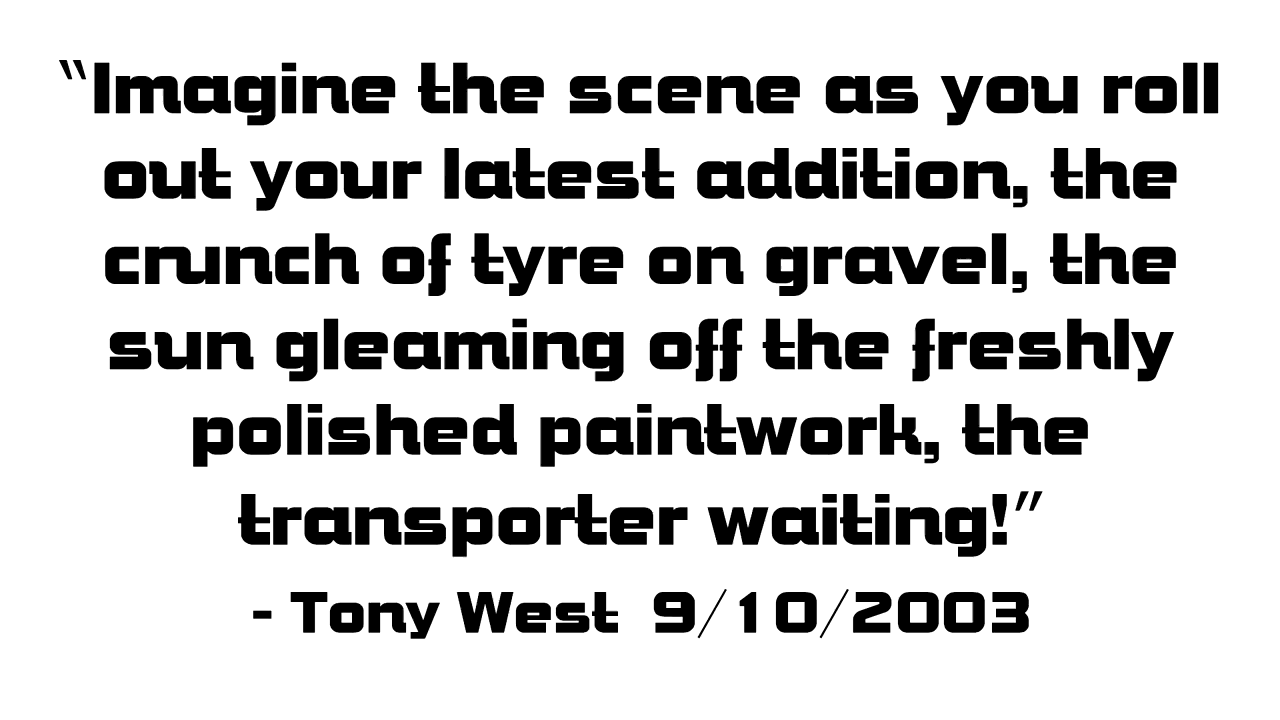 “Imagine the scene as you roll
out your latest addition, the
crunch of tyre on gravel, the
sun gleaming off the freshly
polished paintwork, the
transporter waiting!”
- Tony West 9/10/2003